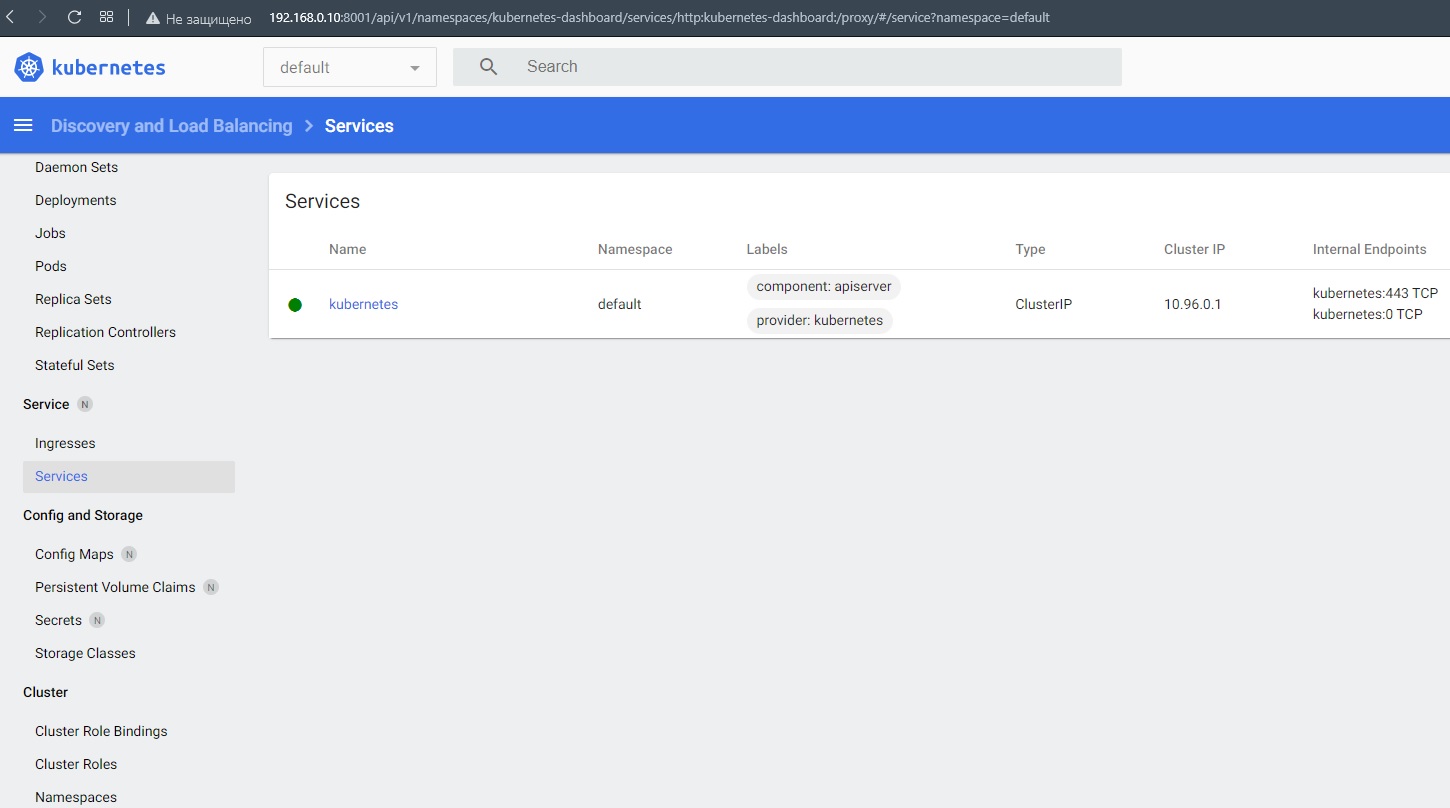 Не защищено 192.168.0.10:8001/api/v1/namespaces/kubernetes-dashboard/services/http:kubernetes-dashboard:/proxy/#/service?namespace=default
kubernetes default Search
Discovery and Load Balancing > Services
Daemon Sets
Deployments
Jobs
Pods
Replica Sets
Replication Controllers
Stateful Sets
Service N
Ingresses
Services
Config and Storage
Config Maps N
Persistent Volume Claims N
Secrets N
Storage Classes
Cluster
Cluster Role Bindings
Cluster Roles
Namespaces
Services
Name Namespace Labels Type Cluster IP Internal Endpoints
kubernetes default component: apiserver ClusterIP 10.96.0.1 kubernetes:443 TCP
provider: kubernetes kubernetes:0 TCP